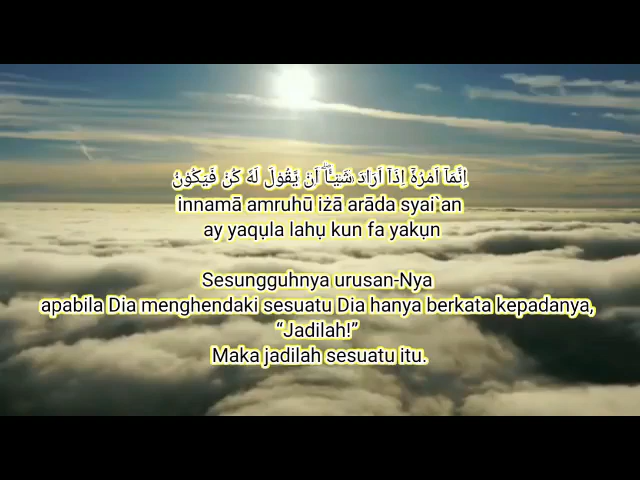 اِنَّمَآ اَمْرُهٗٓ اِذَآ اَرَادَ شَيْـًٔاۖ اَنْ يَّقُوْلَ لَهٗ كُنْ فَيَكُوْنُ
innamā amruhū iżā arāda syai`an
ay yaqụla lahụ kun fa yakụn
Sesungguhnya urusan-Nya
apabila Dia menghendaki sesuatu Dia hanya berkata kepadanya,
“Jadilah!”
Maka jadilah sesuatu itu.